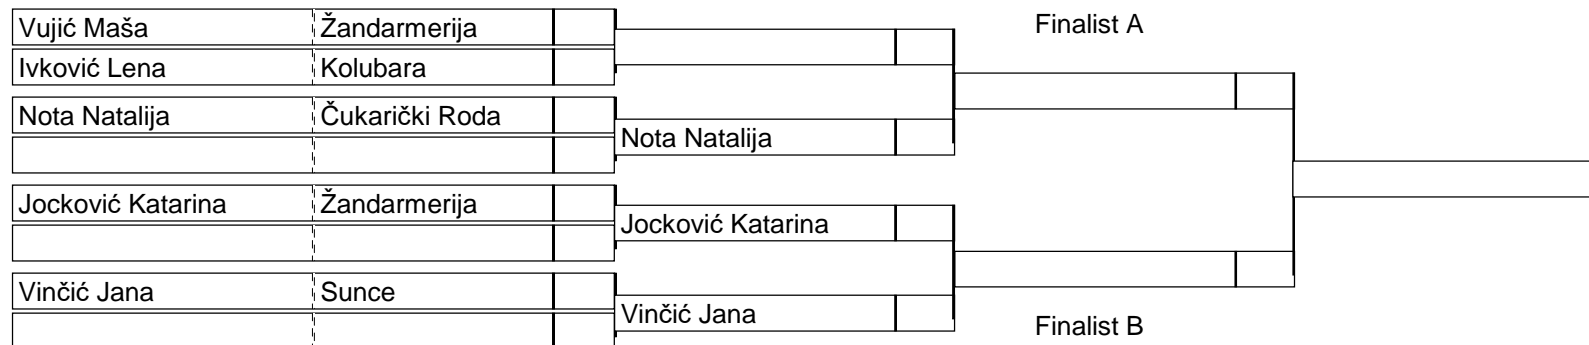 Vujić Maša Žandarmerija
Ivković Lena Kolubara
Nota Natalija Čukarički Roda
Jocković Katarina Žandarmerija
Vinčić Jana Sunce
Nota Natalija
Jocković Katarina
Vinčić Jana
Finalist A
Finalist B